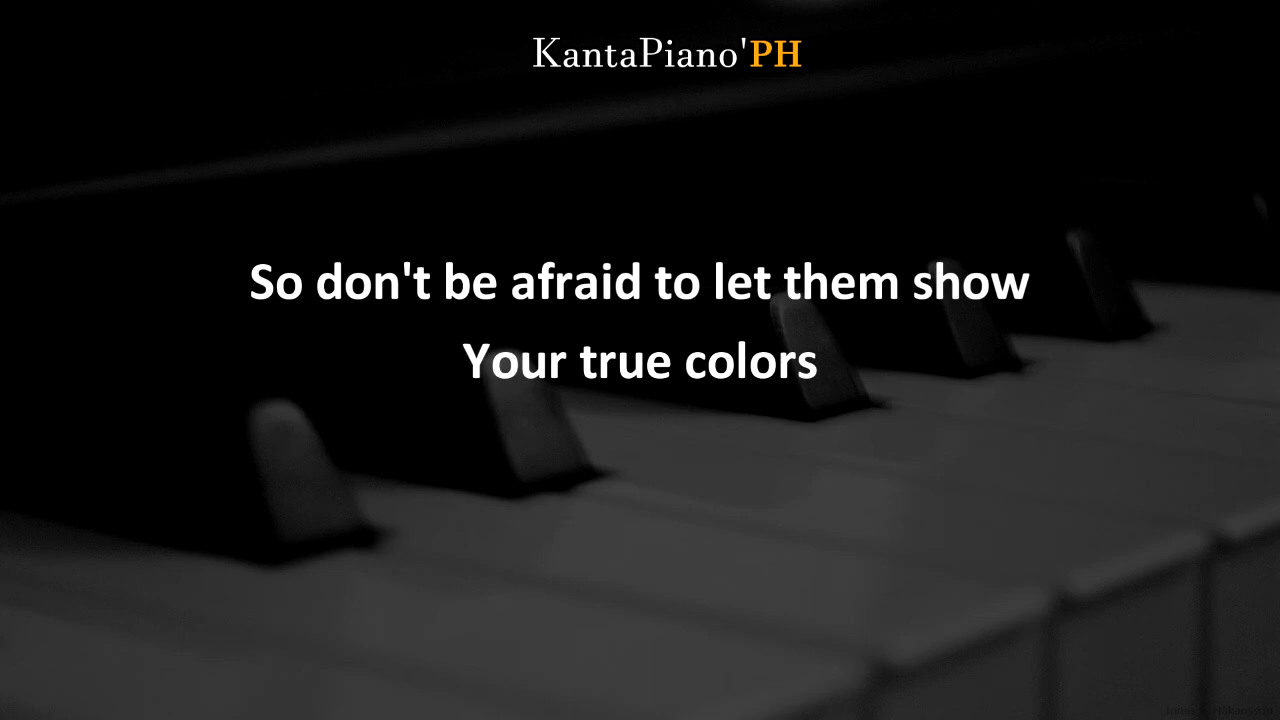 KantaPiano'PH
So don't be afraid to let them show
Your true colors